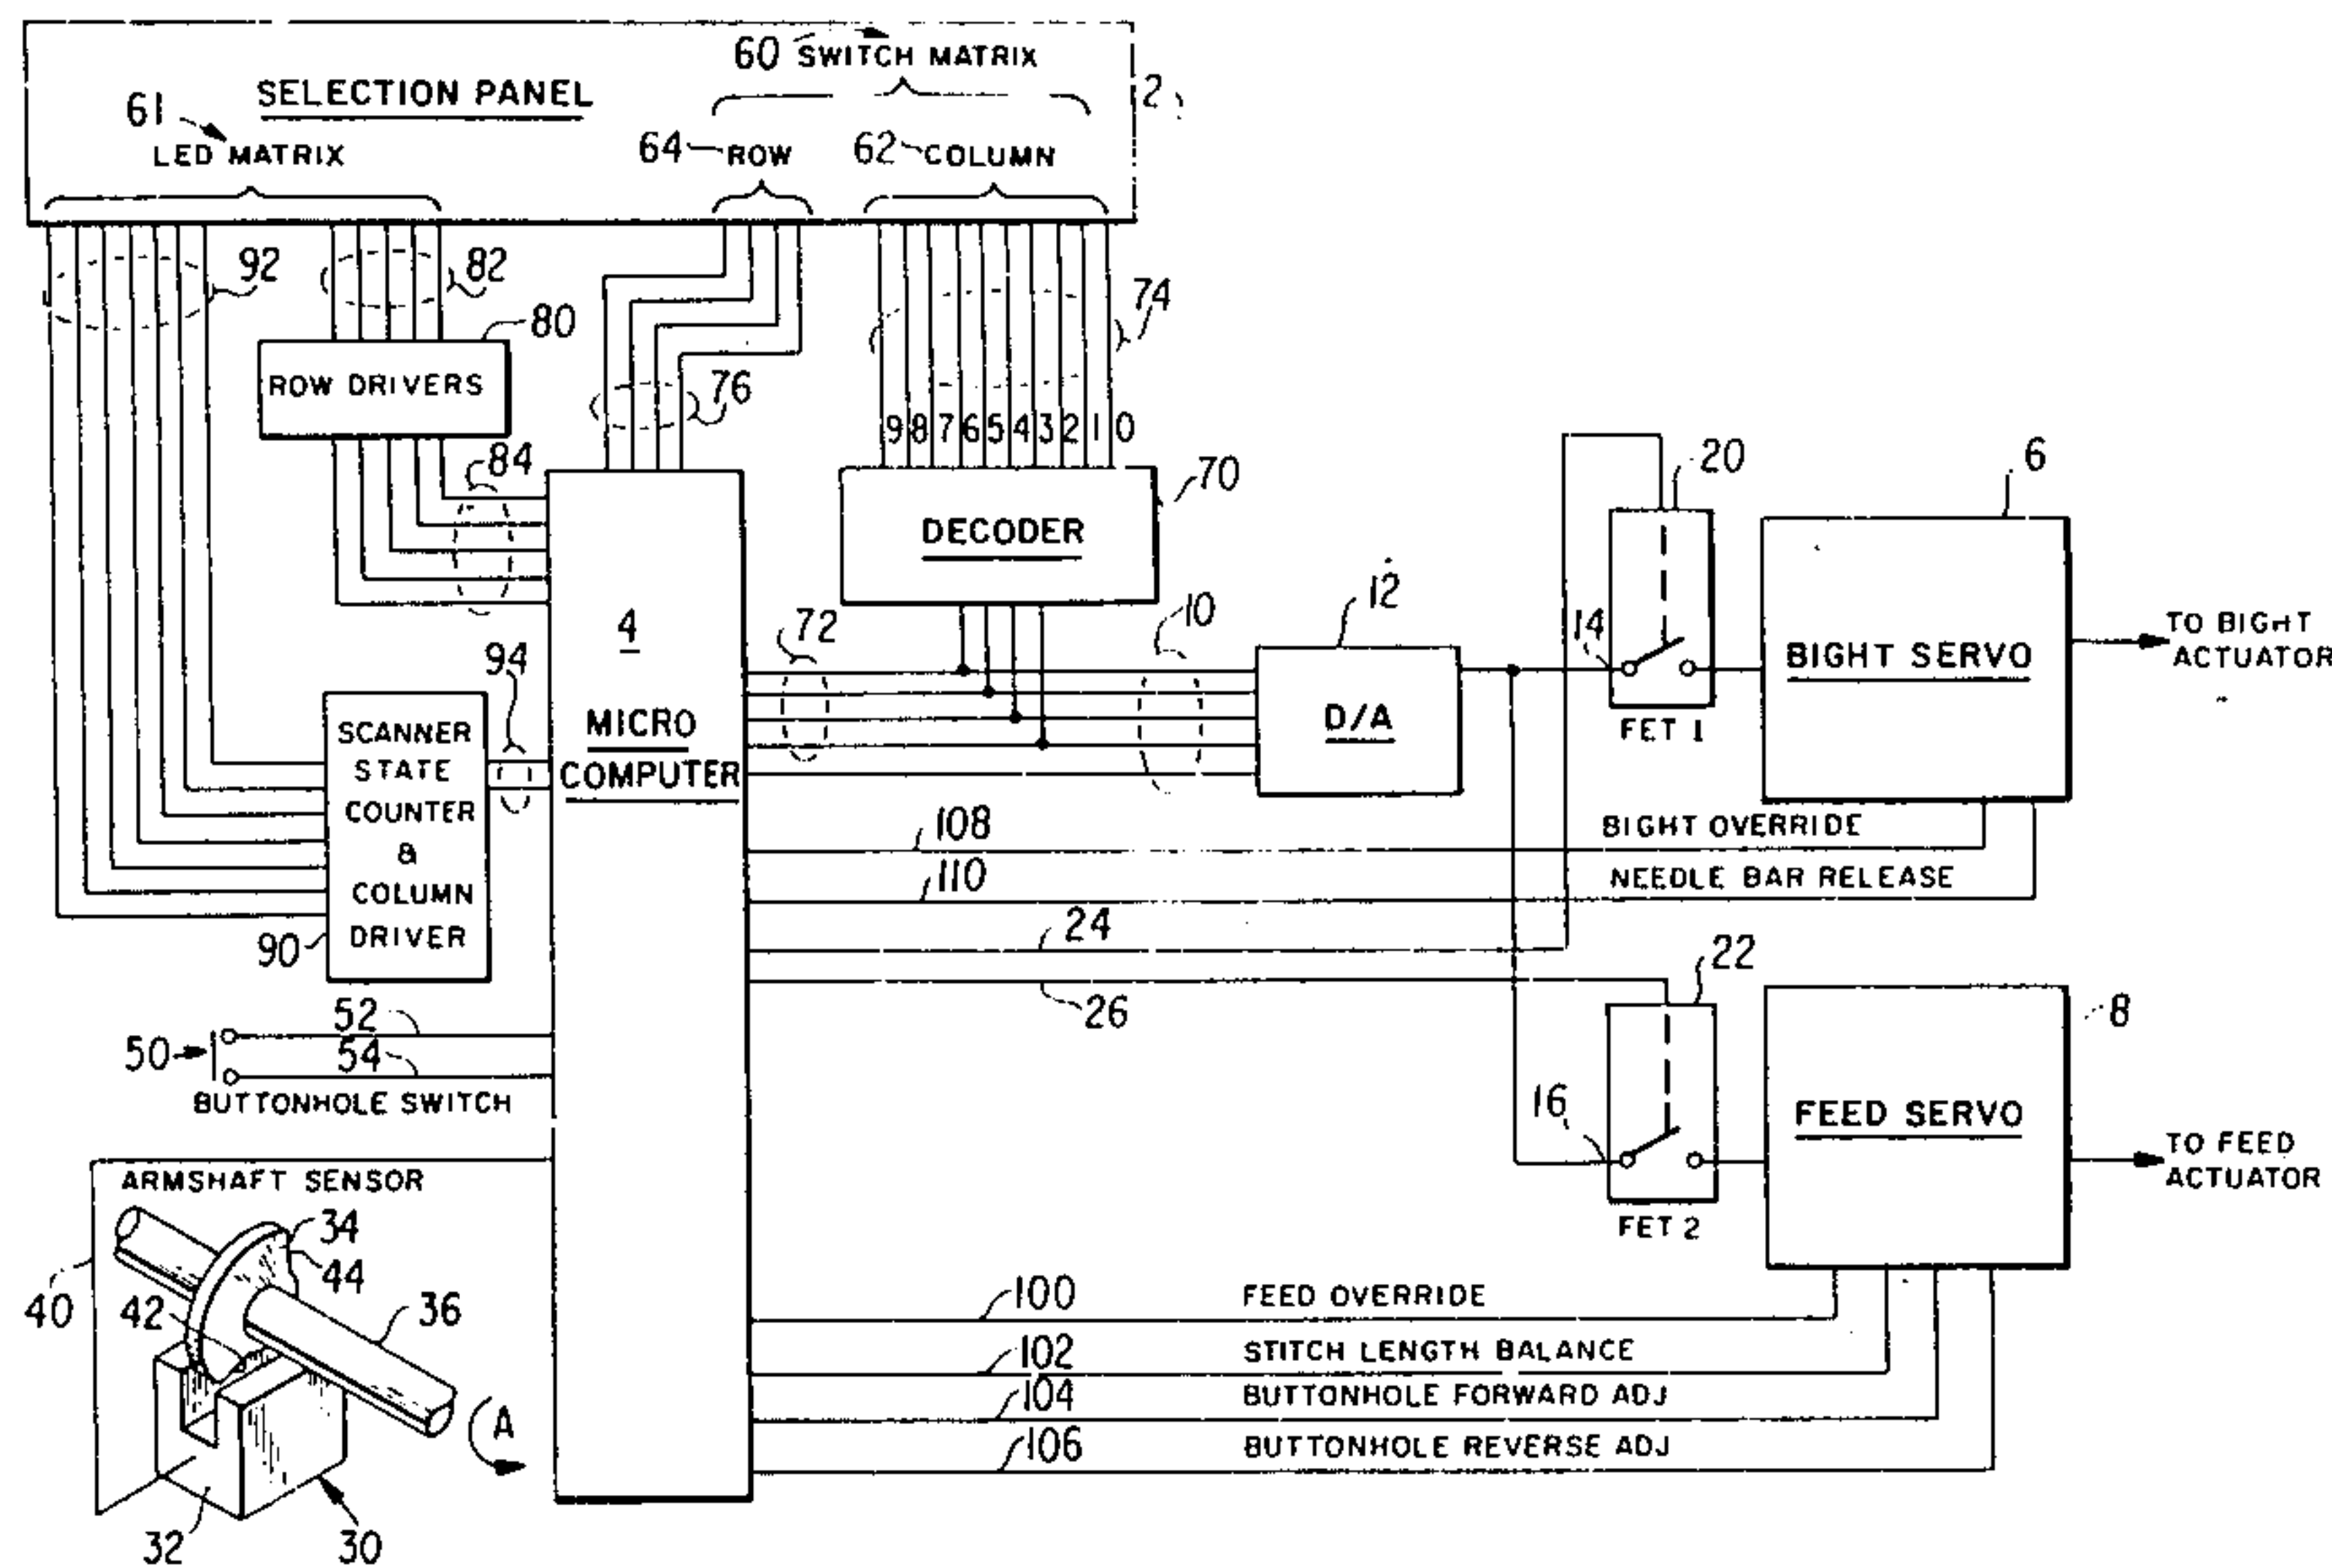 60 SWITCH MATRIX
SELECTION PANEL
2
61
LED MATRIX
64 ROW
62 COLUMN
92
82
74
80
ROW DRIVERS
76
9 8 7 6 5 4 3 2 1 0
84
70
DECODER
20
6
4
MICRO
COMPUTER
72
10
12
D/A
14
FET 1
BIGHT SERVO
TO BIGHT
ACTUATOR
94
SCANNER
STATE
COUNTER
&
COLUMN
DRIVER
90
108
BIGHT OVERRIDE
110
NEEDLE BAR RELEASE
24
26
22
8
52
50
54
BUTTONHOLE SWITCH
16
FET 2
FEED SERVO
TO FEED
ACTUATOR
ARMSHAFT SENSOR
34
44
40
42
36
A
32
30
100
FEED OVERRIDE
102
STITCH LENGTH BALANCE
104
BUTTONHOLE FORWARD ADJ
106
BUTTONHOLE REVERSE ADJ